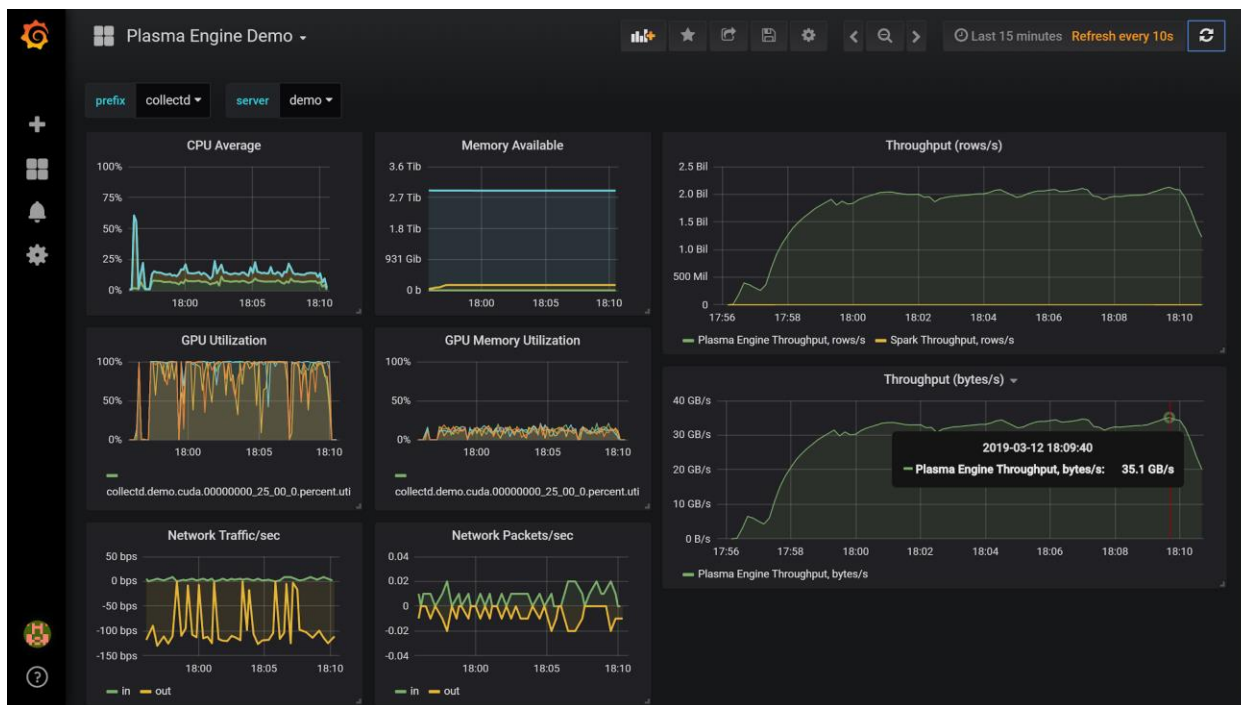 Plasma Engine Demo
Last 15 minutes Refresh every 10s
prefix collectd server demo
CPU Average
100%
75%
50%
25%
0%
18:00 18:05 18:10
Memory Available
3.6 Tib
2.7 Tib
1.8 Tib
931 Gib
0 b
18:00 18:05 18:10
Throughput (rows/s)
2.5 Bil
2.0 Bil
1.5 Bil
1.0 Bil
500 Mil
0
17:56 17:58 18:00 18:02 18:04 18:06 18:08 18:10
Plasma Engine Throughput, rows/s Spark Throughput, rows/s
GPU Utilization
100%
50%
0%
18:00 18:05 18:10
collectd.demo.cuda.00000000_25_00_0.percent.uti
GPU Memory Utilization
100%
50%
0%
18:00 18:05 18:10
collectd.demo.cuda.00000000_25_00_0.percent.uti
Throughput (bytes/s)
40 GB/s
30 GB/s
20 GB/s
10 GB/s
0 B/s
2019-03-12 18:09:40
Plasma Engine Throughput, bytes/s: 35.1 GB/s
17:56 17:58 18:00 18:02 18:04 18:06 18:08 18:10
Plasma Engine Throughput, bytes/s
Network Traffic/sec
50 bps
0 bps
-50 bps
-100 bps
-150 bps
18:00 18:05 18:10
in out
Network Packets/sec
0.04
0.02
0
-0.02
-0.04
18:00 18:05 18:10
in out